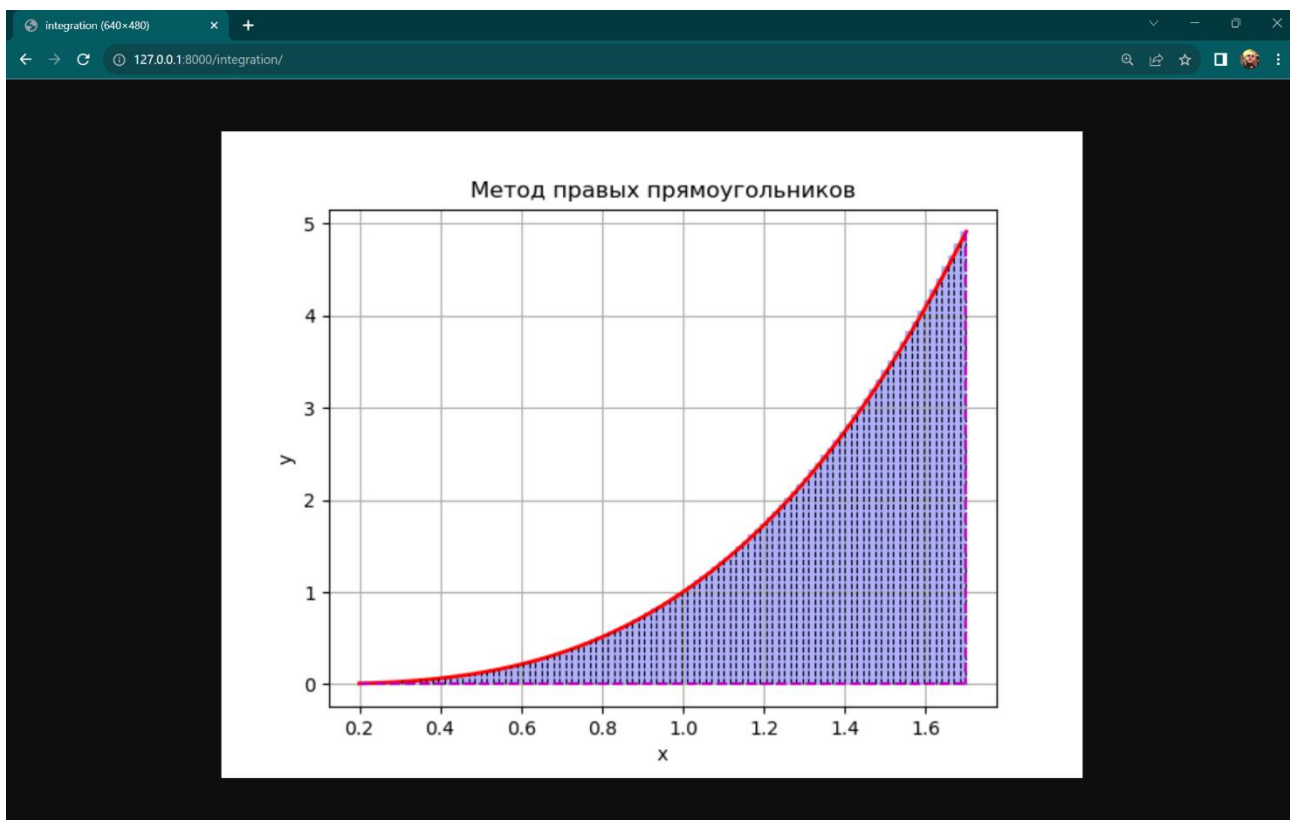 integration (640×480)
127.0.0.1:8000/integration/
Метод правых прямоугольников
5
4
3
2
1
0
y
0.2 0.4 0.6 0.8 1.0 1.2 1.4 1.6
x